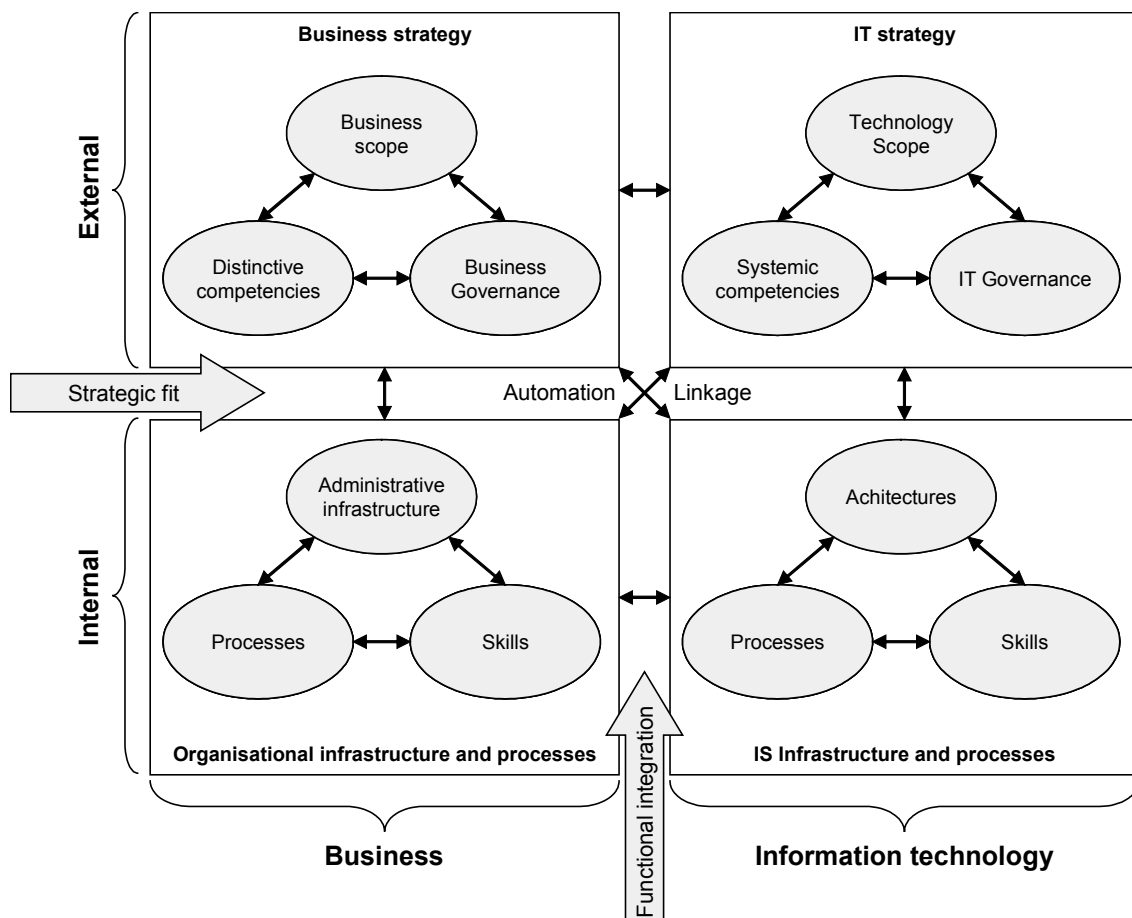 Business strategy
IT strategy
External
Business
scope
Technology
Scope
Distinctive
competencies
Business
Governance
Systemic
competencies
IT Governance
Strategic fit
Automation
Linkage
Internal
Administrative
infrastructure
Achitectures
Processes
Skills
Processes
Skills
Organisational infrastructure and processes
IS Infrastructure and processes
Functional integration
Business
Information technology